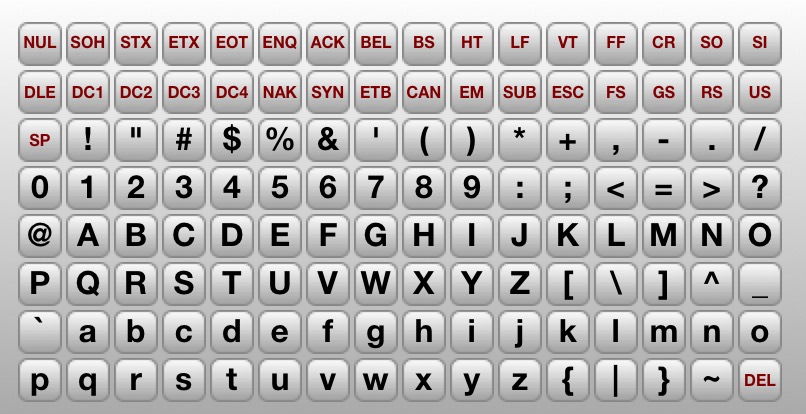 NUL SOH STX ETX EOT ENQ ACK BEL BS HT LF VT FF CR SO SI
DLE DC1 DC2 DC3 DC4 NAK SYN ETB CAN EM SUB ESC FS GS RS US
SP ! " # $ % & ' ( ) * + , - . /
0 1 2 3 4 5 6 7 8 9 : ; < = > ?
@ A B C D E F G H I J K L M N O
P Q R S T U V W X Y Z [ \ ] ^ _
` a b c d e f g h i j k l m n o
p q r s t u v w x y z { | } ~ DEL